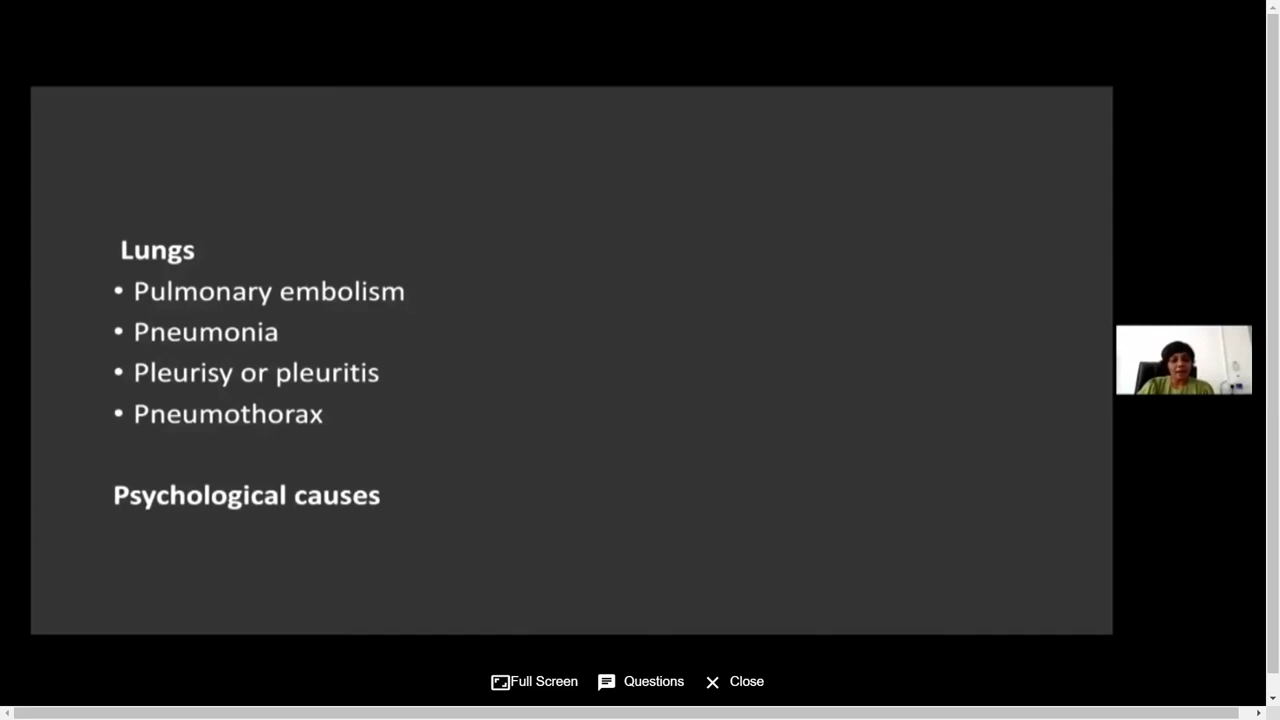 Lungs
• Pulmonary embolism
• Pneumonia
• Pleurisy or pleuritis
• Pneumothorax
Psychological causes
Full Screen Questions Close